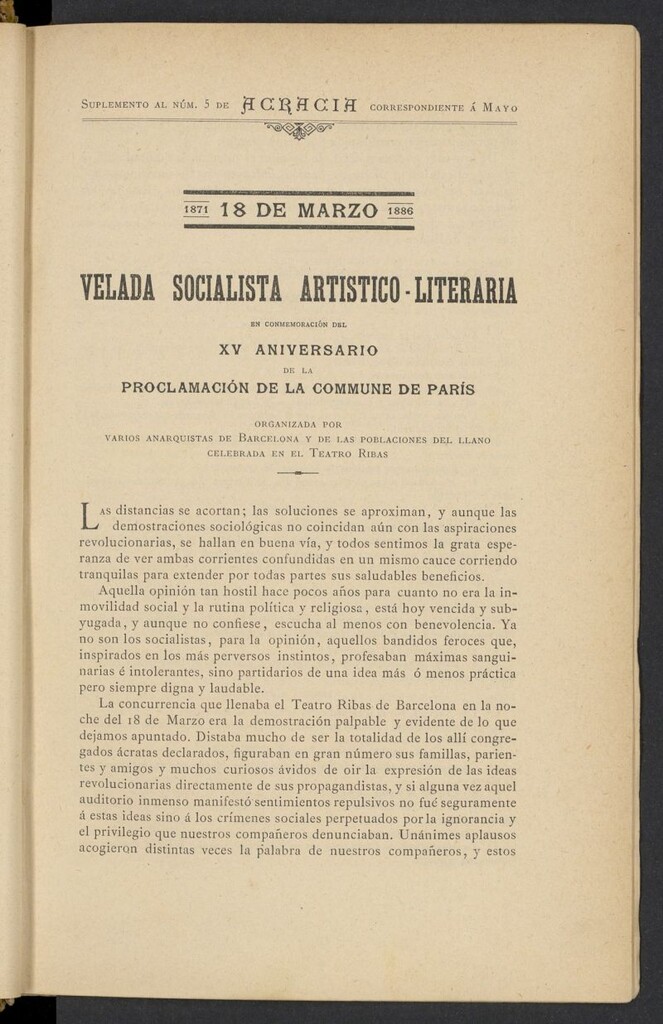 Suplemento al núm. 5 de ACRACIA correspondiente á Mayo
1871 18 DE MARZO 1886
VELADA SOCIALISTA ARTISTICO-LITERARIA
EN CONMEMORACIÓN DEL
XV ANIVERSARIO
DE LA
PROCLAMACIÓN DE LA COMMUNE DE PARÍS
ORGANIZADA POR
VARIOS ANARQUISTAS DE BARCELONA Y DE LAS POBLACIONES DEL LLANO
CELEBRADA EN EL TEATRO RIBAS
Las distancias se acortan; las soluciones se aproximan, y aunque las
demostraciones sociológicas no coincidan aún con las aspiraciones
revolucionarias, se hallan en buena vía, y todos sentimos la grata espe-
ranza de ver ambas corrientes confundidas en un mismo cauce corriendo
tranquilas para extender por todas partes sus saludables beneficios.
Aquella opinión tan hostil hace pocos años para cuanto no era la in-
movilidad social y la rutina política y religiosa, está hoy vencida y sub-
yugada, y aunque no confiese, escucha al menos con benevolencia. Ya
no son los socialistas, para la opinión, aquellos bandidos feroces que,
inspirados en los más perversos instintos, profesaban máximas sangui-
narias é intolerantes, sino partidarios de una idea más ó menos práctica
pero siempre digna y laudable.
La concurrencia que llenaba el Teatro Ribas de Barcelona en la no-
che del 18 de Marzo era la demostración palpable y evidente de lo que
dejamos apuntado. Distaba mucho de ser la totalidad de los allí congre-
gados ácratas declarados, figuraban en gran número sus famillas, parien-
tes y amigos y muchos curiosos ávidos de oir la expresión de las ideas
revolucionarias directamente de sus propagandistas, y si alguna vez aquel
auditorio inmenso manifestó sentimientos repulsivos no fué seguramente
á estas ideas sinó á los crímenes sociales perpetuados por la ignorancia y
el privilegio que nuestros compañeros denunciaban. Unánimes aplausos
acogieron distintas veces la palabra de nuestros compañeros, y estos